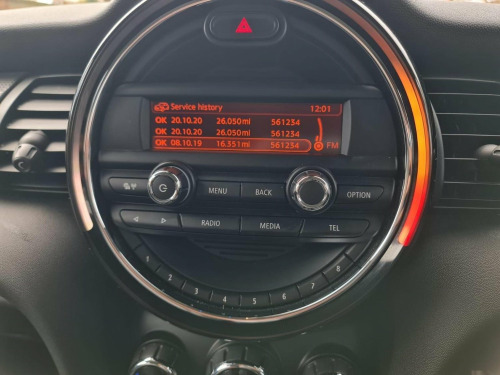 Service history 12:01
OK 20.10.20 26.050mi 561234
OK 20.10.20 26.050mi 561234
OK 08.10.19 16.351mi 561234
FM
MENU BACK OPTION
RADIO MEDIA TEL
1 2 3 4 5 6 7 8